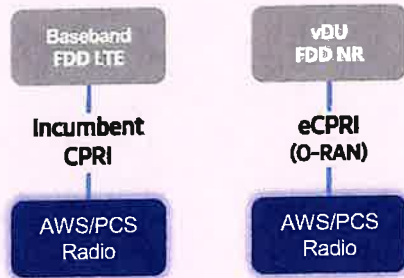 Baseband
FDD LTE
Incumbent
CPRI
AWS/PCS
Radio
vDU
FDD NR
eCPRI
(O-RAN)
AWS/PCS
Radio